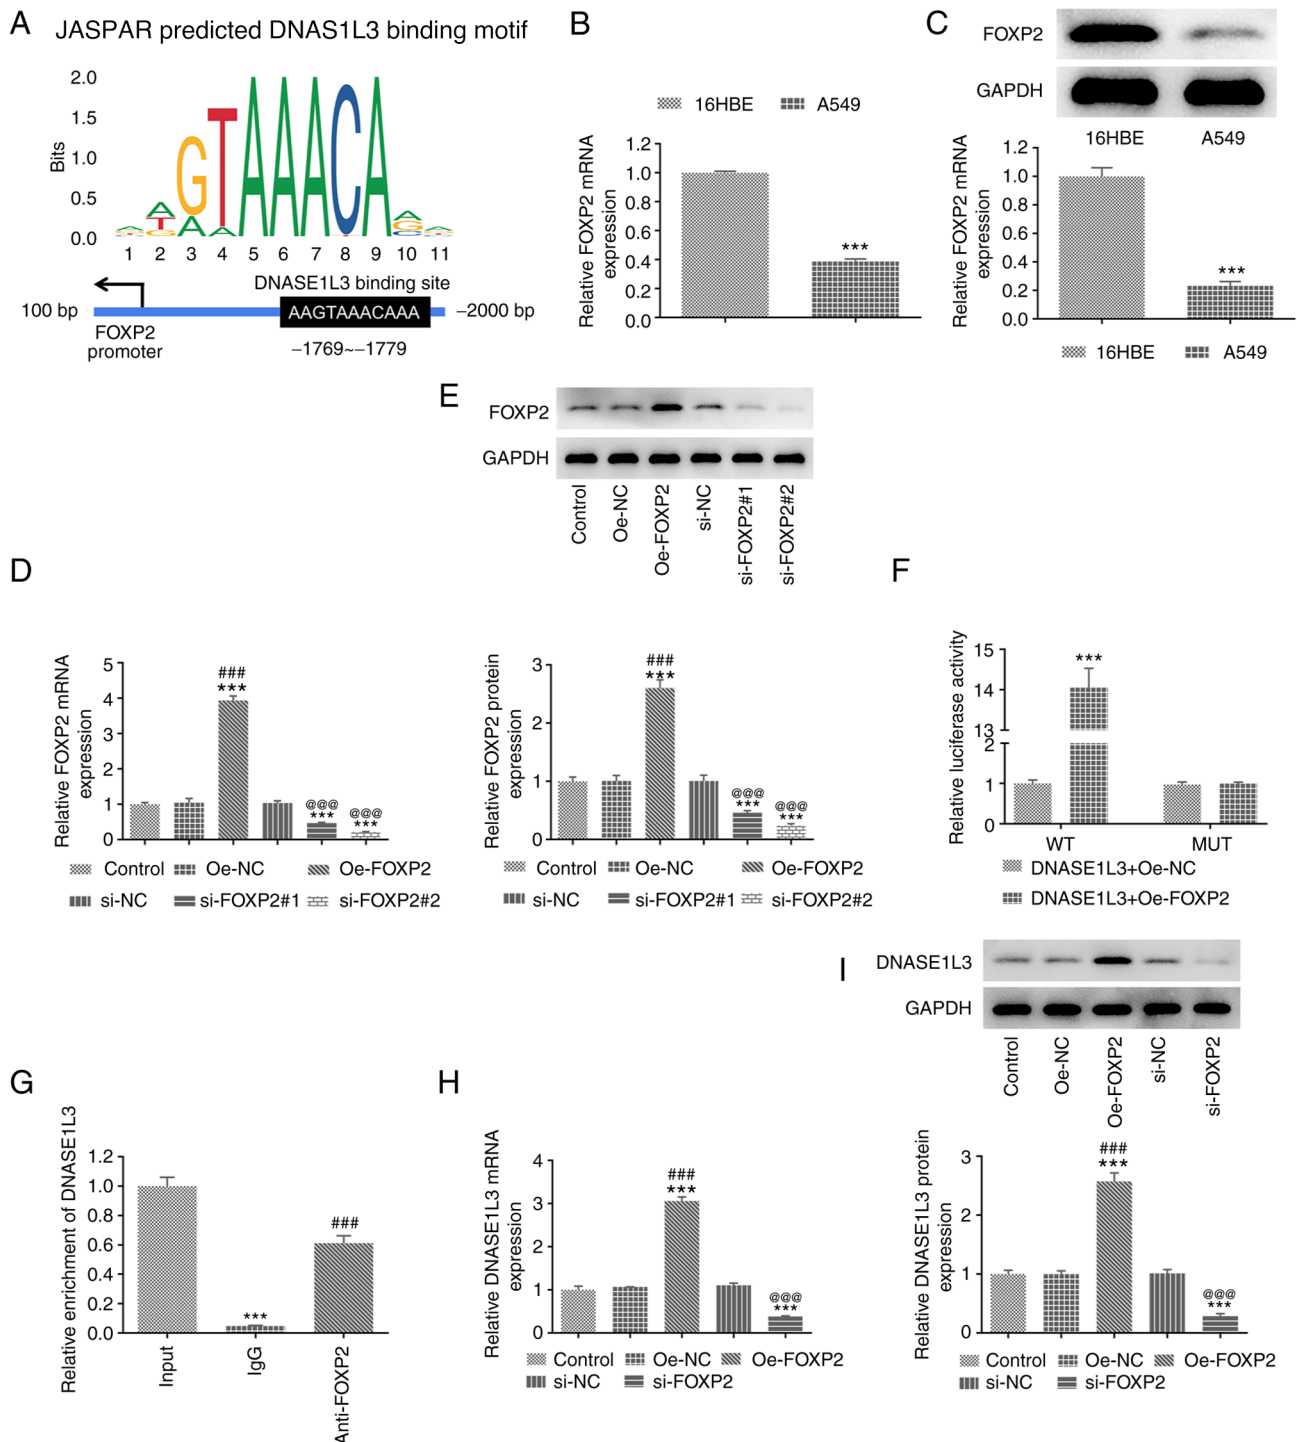 A
JASPAR predicted DNAS1L3 binding motif
Bits
2.0
1.5
1.0
0.5
0.0
GTAAACA
1 2 3 4 5 6 7 8 9 10 11
DNASE1L3 binding site
100 bp
AAGTAAACAAA
−2000 bp
FOXP2
promoter
−1769~−1779
B
16HBE A549
Relative FOXP2 mRNA
expression
1.2
1.0
0.8
0.6
0.4
0.2
0.0
***
C
FOXP2
GAPDH
16HBE A549
Relative FOXP2 mRNA
expression
1.2
1.0
0.8
0.6
0.4
0.2
0.0
***
16HBE A549
E
FOXP2
GAPDH
Control
Oe-NC
Oe-FOXP2
si-NC
si-FOXP2#1
si-FOXP2#2
D
Relative FOXP2 mRNA
expression
5
4
3
2
1
0
###
***
@@@
***
@@@
***
Control Oe-NC Oe-FOXP2
si-NC si-FOXP2#1 si-FOXP2#2
Relative FOXP2 protein
expression
3
2
1
0
###
***
@@@
***
@@@
***
Control Oe-NC Oe-FOXP2
si-NC si-FOXP2#1 si-FOXP2#2
F
Relative luciferase activity
15
14
13
2
1
0
***
WT MUT
DNASE1L3+Oe-NC
DNASE1L3+Oe-FOXP2
I
DNASE1L3
GAPDH
Control
Oe-NC
Oe-FOXP2
si-NC
si-FOXP2
G
Relative enrichment of DNASE1L3
1.2
1.0
0.8
0.6
0.4
0.2
0.0
***
###
Input
IgG
Anti-FOXP2
H
Relative DNASE1L3 mRNA
expression
4
3
2
1
0
###
***
@@@
***
Control Oe-NC Oe-FOXP2
si-NC si-FOXP2
Relative DNASE1L3 protein
expression
3
2
1
0
###
***
@@@
***
Control Oe-NC Oe-FOXP2
si-NC si-FOXP2